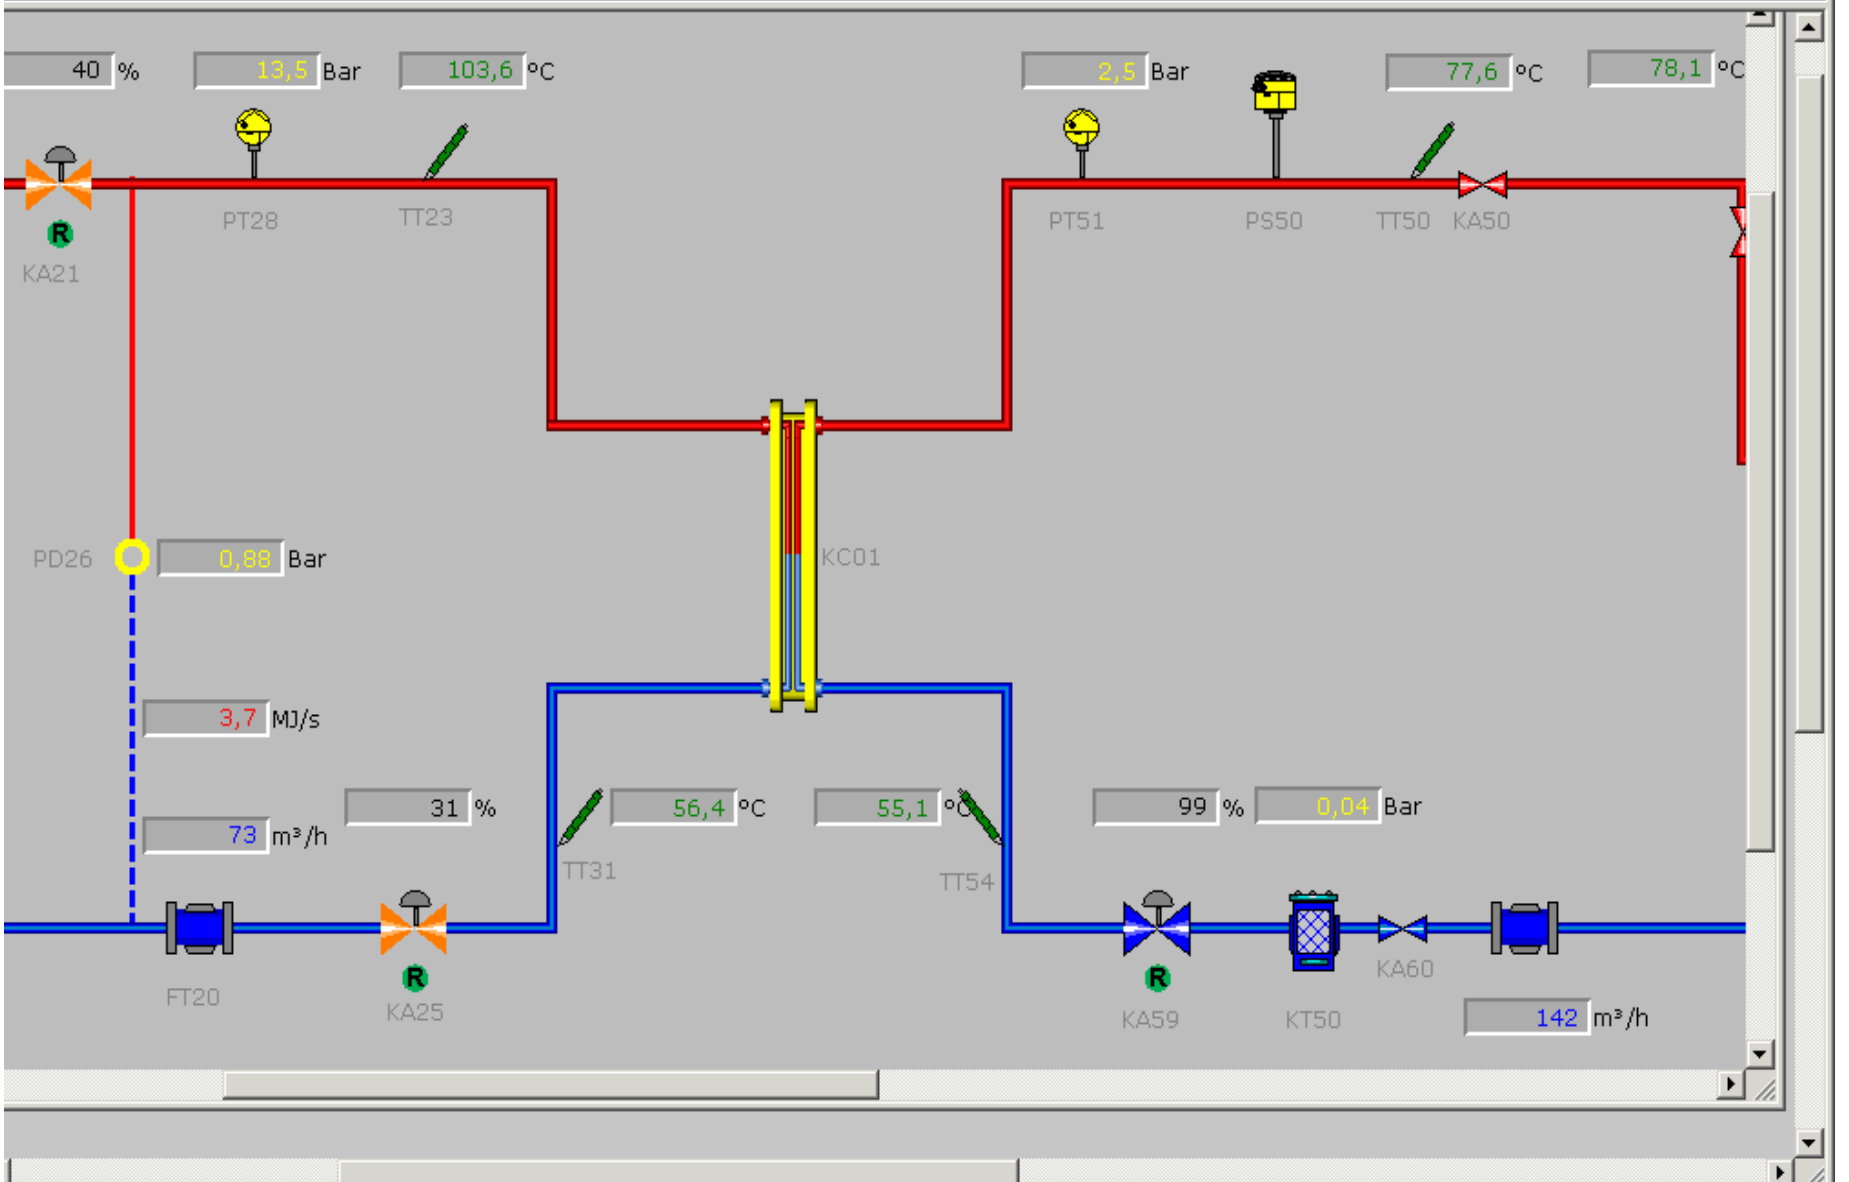 40 %
13,5 Bar
103,6 °C
2,5 Bar
77,6 °C
78,1 °C
PT28
TT23
PT51
PS50
TT50
KA50
R
KA21
PD26
0,88 Bar
KC01
3,7 MJ/s
31 %
56,4 °C
55,1 °C
99 %
0,04 Bar
73 m³/h
TT31
TT54
KA60
R
R
FT20
KA25
KA59
KT50
142 m³/h